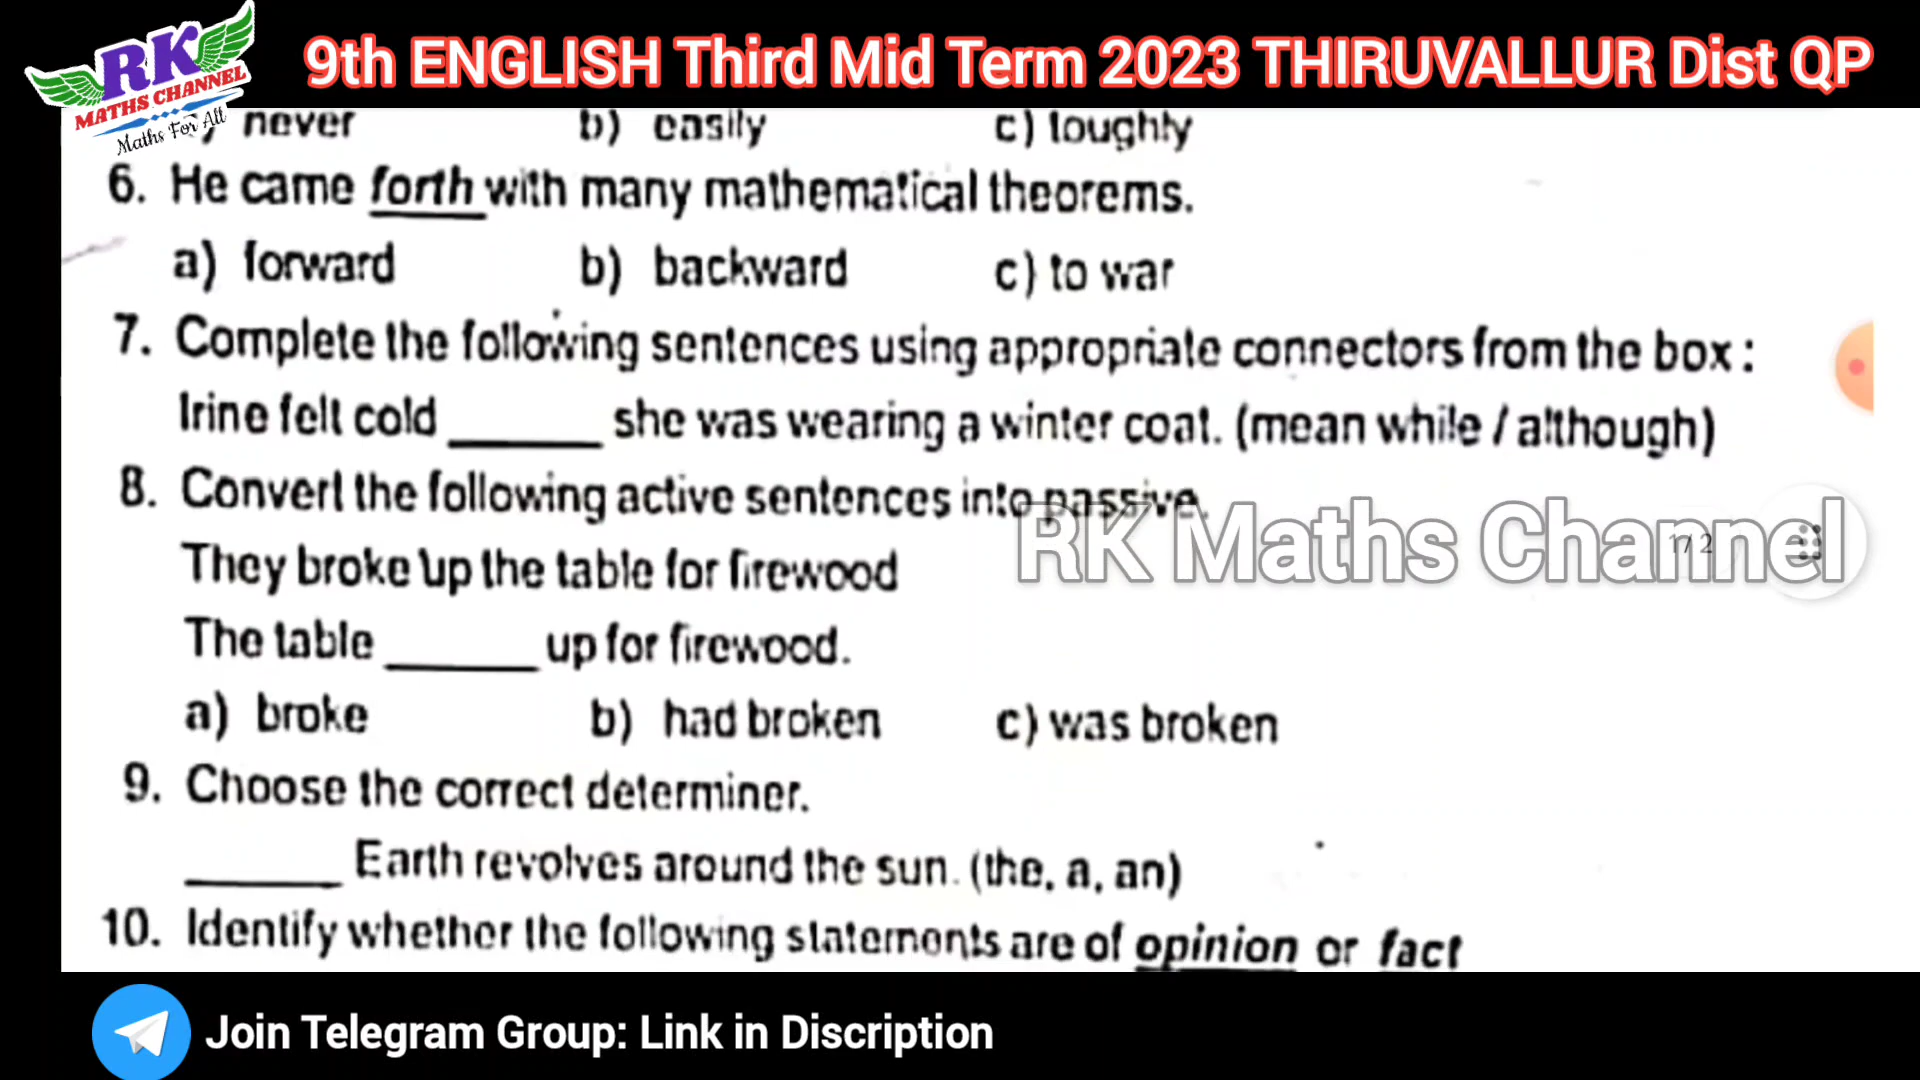 RK
MATHS CHANNEL
Maths For All
9th ENGLISH Third Mid Term 2023 THIRUVALLUR Dist QP
never b) easily c) toughly
6. He came forth with many mathematical theorems.
a) forward b) backward c) to war
7. Complete the following sentences using appropriate connectors from the box :
Irine felt cold ______ she was wearing a winter coat. (mean while / although)
8. Convert the following active sentences into passive.
They broke up the table for firewood
RK Maths Channel
1 / 2
The table ______ up for firewood.
a) broke b) had broken c) was broken
9. Choose the correct determiner.
______ Earth revolves around the sun. (the, a, an)
10. Identify whether the following statements are of opinion or fact
Join Telegram Group: Link in Discription